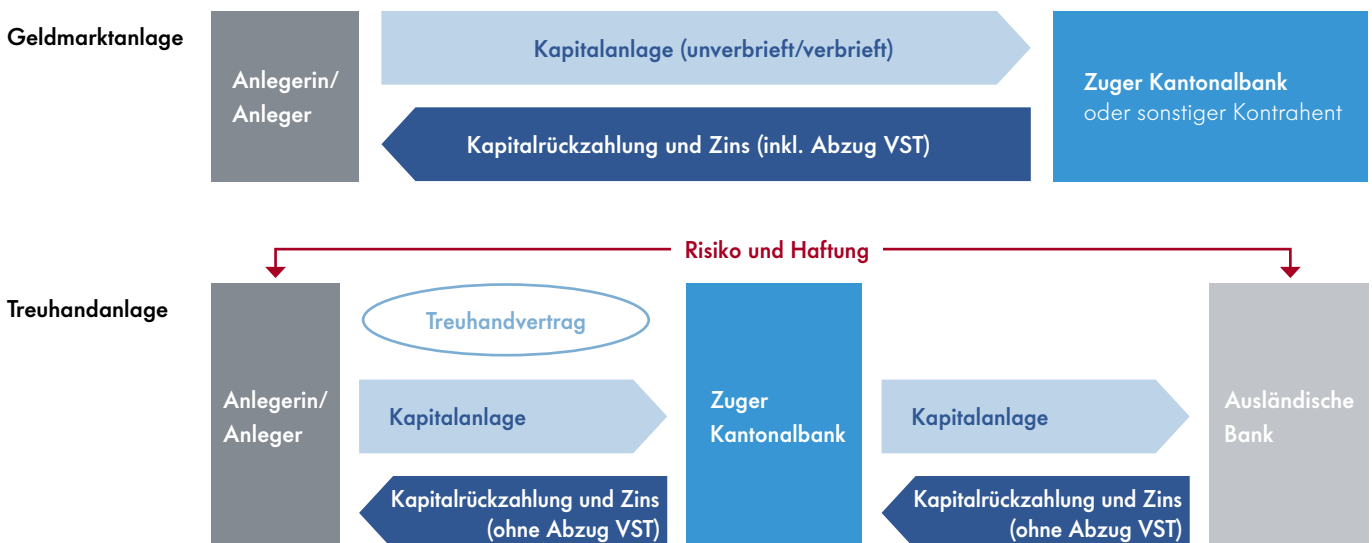 Geldmarktanlage
Anlegerin/
Anleger
Kapitalanlage (unverbrieft/verbrieft)
Kapitalrückzahlung und Zins (inkl. Abzug VST)
Zuger Kantonalbank
oder sonstiger Kontrahent
Risiko und Haftung
Treuhandanlage
Treuhandvertrag
Anlegerin/
Anleger
Kapitalanlage
Kapitalrückzahlung und Zins
(ohne Abzug VST)
Zuger
Kantonalbank
Kapitalanlage
Kapitalrückzahlung und Zins
(ohne Abzug VST)
Ausländische
Bank